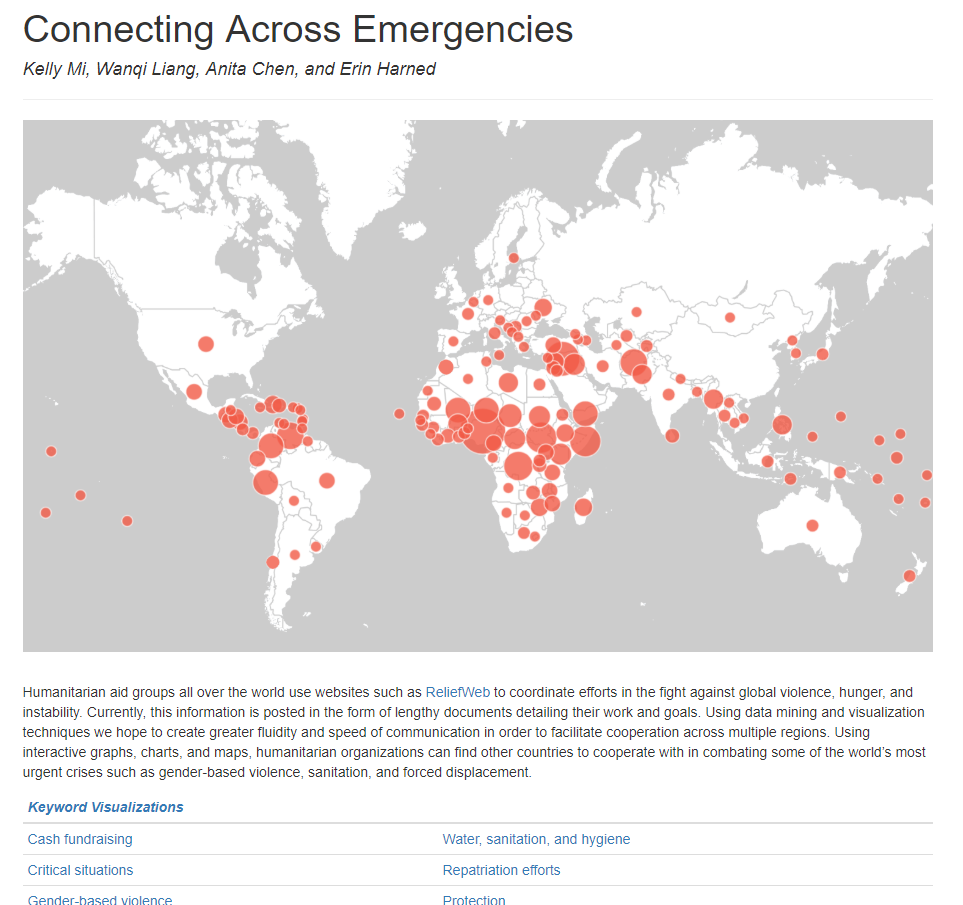 Connecting Across Emergencies
Kelly Mi, Wanqi Liang, Anita Chen, and Erin Harned
Humanitarian aid groups all over the world use websites such as ReliefWeb to coordinate efforts in the fight against global violence, hunger, and
instability. Currently, this information is posted in the form of lengthy documents detailing their work and goals. Using data mining and visualization
techniques we hope to create greater fluidity and speed of communication in order to facilitate cooperation across multiple regions. Using
interactive graphs, charts, and maps, humanitarian organizations can find other countries to cooperate with in combating some of the world’s most
urgent crises such as gender-based violence, sanitation, and forced displacement.
Keyword Visualizations
Cash fundraising
Water, sanitation, and hygiene
Critical situations
Repatriation efforts
Gender-based violence
Protection